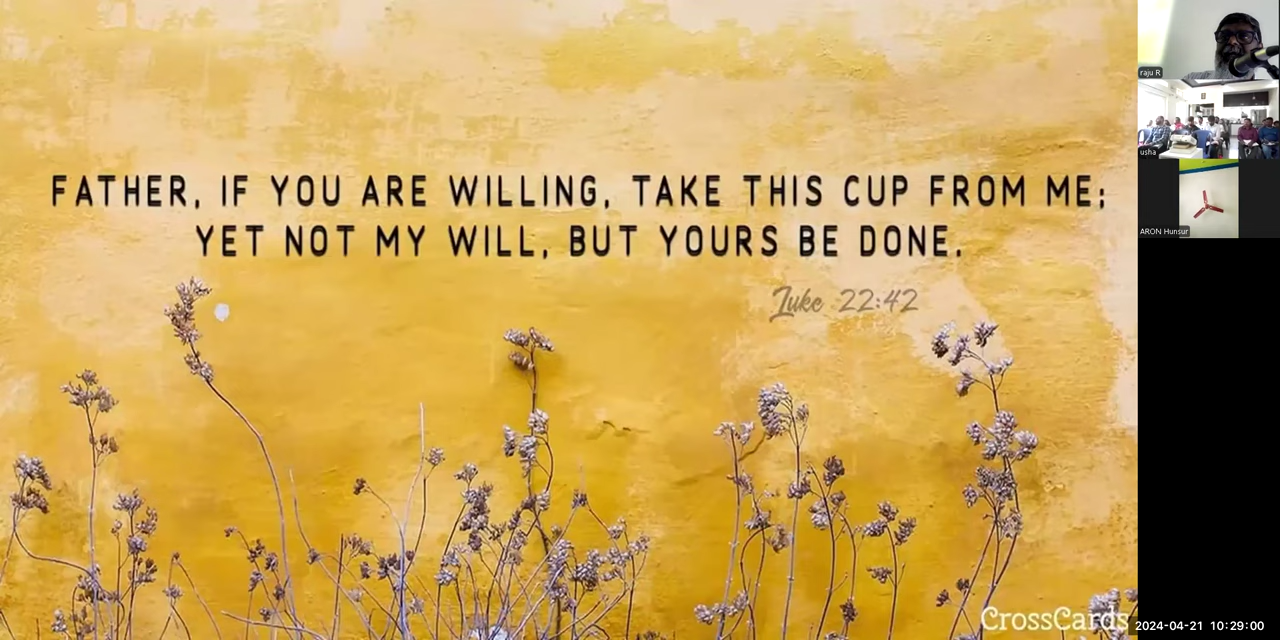 FATHER, IF YOU ARE WILLING, TAKE THIS CUP FROM ME;
YET NOT MY WILL, BUT YOURS BE DONE.
Luke 22:42
CrossCards
raju R
usha
ARON Hunsur
2024-04-21 10:29:00